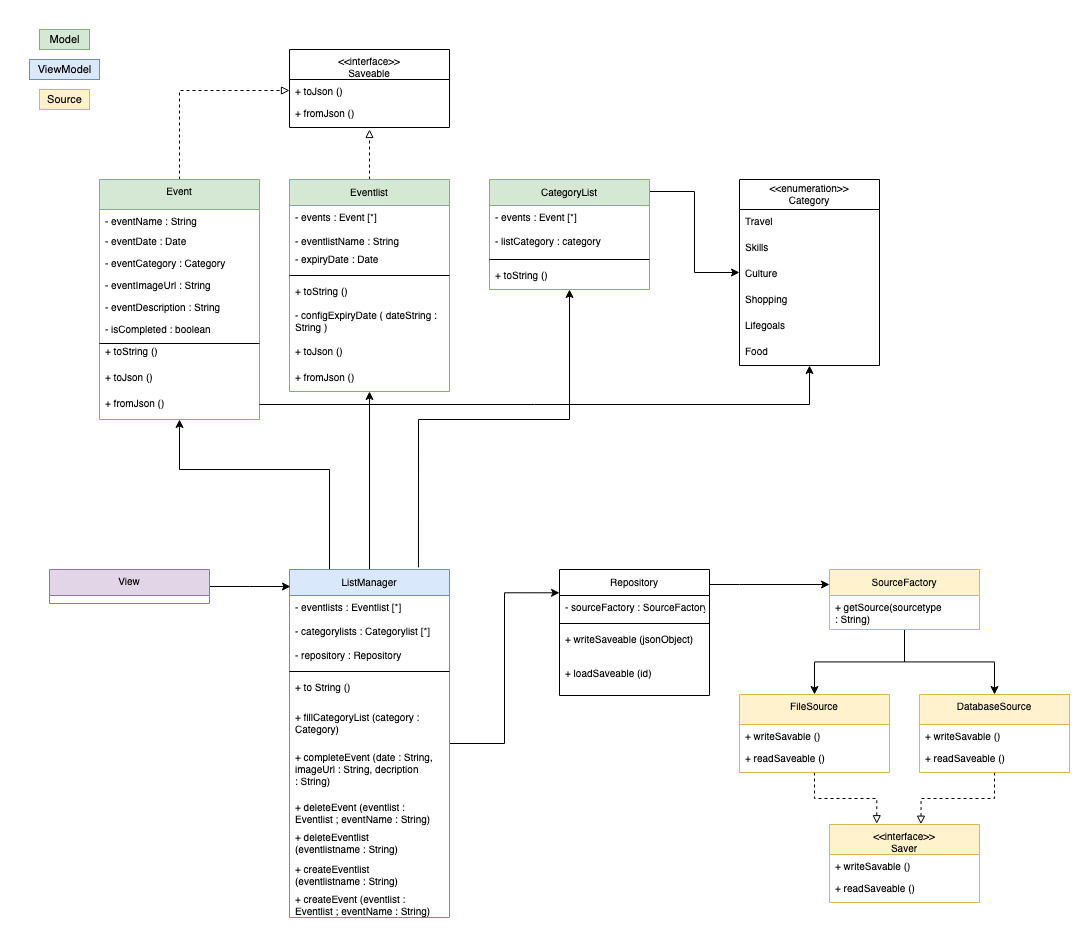 Model
ViewModel
Source
<<interface>>
Saveable
+ toJson ()
+ fromJson ()
Event
- eventName : String
- eventDate : Date
- eventCategory : Category
- eventImageUrl : String
- eventDescription : String
- isCompleted : boolean
+ toString ()
+ toJson ()
+ fromJson ()
Eventlist
- events : Event [*]
- eventlistName : String
- expiryDate : Date
+ toString ()
- configExpiryDate ( dateString :
String )
+ toJson ()
+ fromJson ()
CategoryList
- events : Event [*]
- listCategory : category
+ toString ()
<<enumeration>>
Category
Travel
Skills
Culture
Shopping
Lifegoals
Food
View
ListManager
- eventlists : Eventlist [*]
- categorylists : Categorylist [*]
- repository : Repository
+ to String ()
+ fillCategoryList (category :
Category)
+ completeEvent (date : String,
imageUrl : String, decription
: String)
+ deleteEvent (eventlist :
Eventlist ; eventName : String)
+ deleteEventlist
(eventlistname : String)
+ createEventlist
(eventlistname : String)
+ createEvent (eventlist :
Eventlist ; eventName : String)
Repository
- sourceFactory : SourceFactory
+ writeSaveable (jsonObject)
+ loadSaveable (id)
SourceFactory
+ getSource(sourcetype
: String)
FileSource
+ writeSavable ()
+ readSaveable ()
DatabaseSource
+ writeSavable ()
+ readSaveable ()
<<interface>>
Saver
+ writeSavable ()
+ readSaveable ()